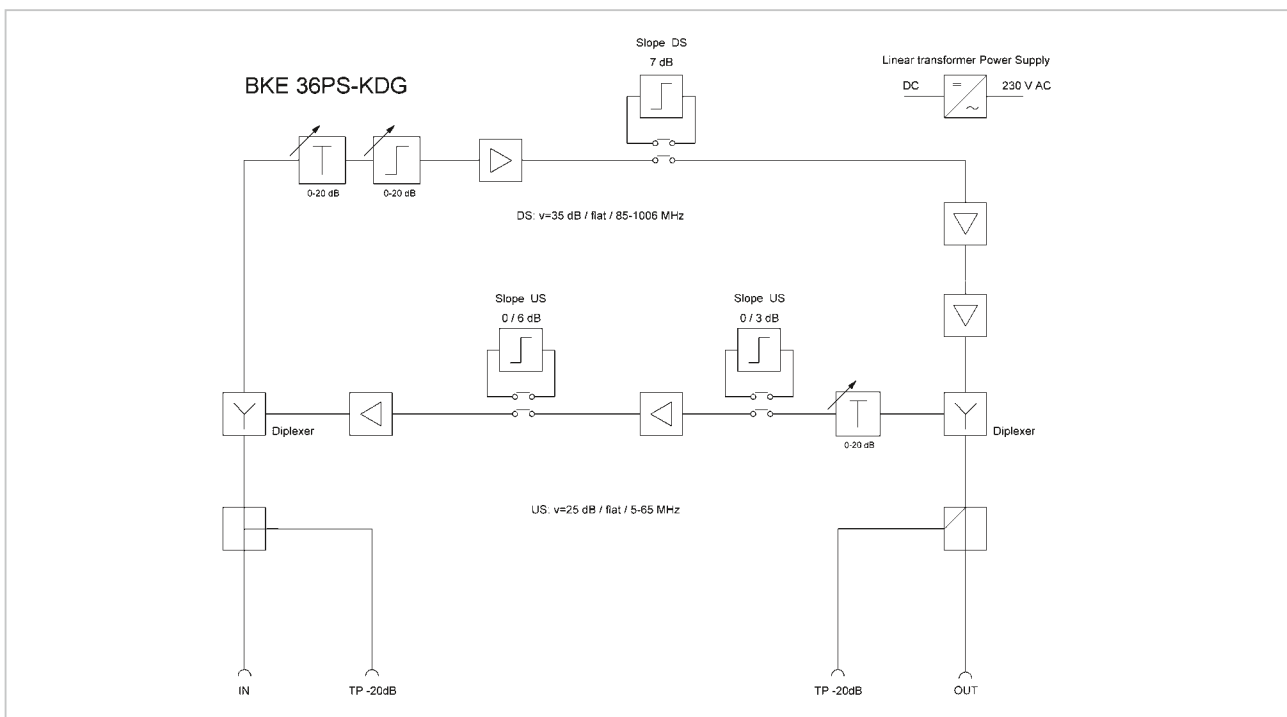 Slope DS
7 dB
Linear transformer Power Supply
DC
230 V AC
BKE 36PS-KDG
0-20 dB
0-20 dB
DS: v=35 dB / flat / 85-1006 MHz
Slope US
0 / 6 dB
Slope US
0 / 3 dB
Diplexer
0-20 dB
Diplexer
US: v=25 dB / flat / 5-65 MHz
IN
TP -20dB
TP -20dB
OUT